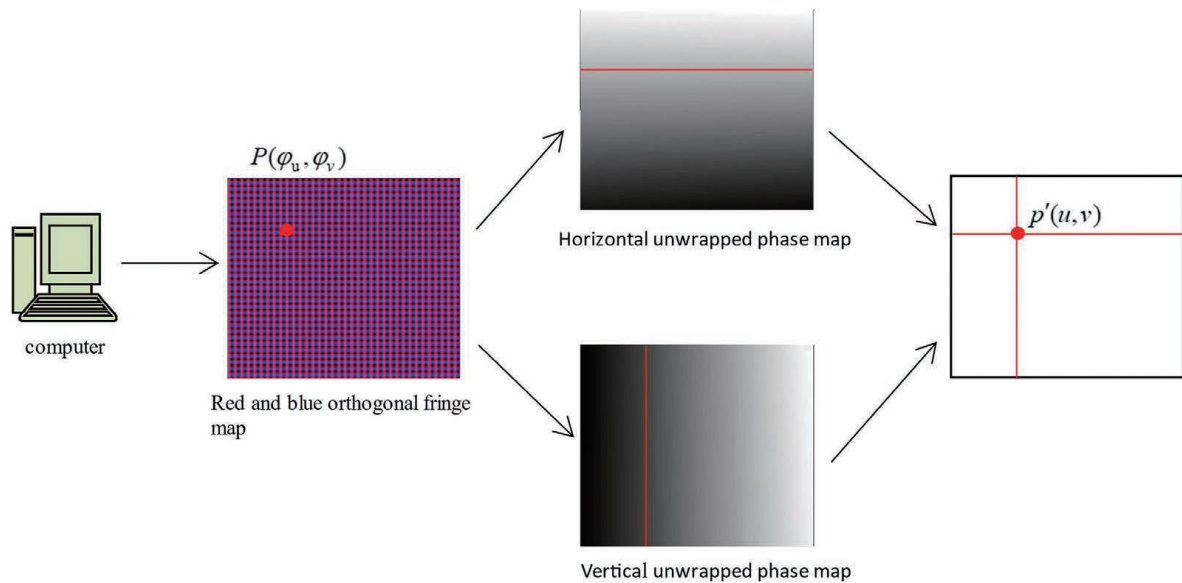 P(φᵤ,φᵥ)
Horizontal unwrapped phase map
p′(u,v)
computer
Red and blue orthogonal fringe
map
Vertical unwrapped phase map